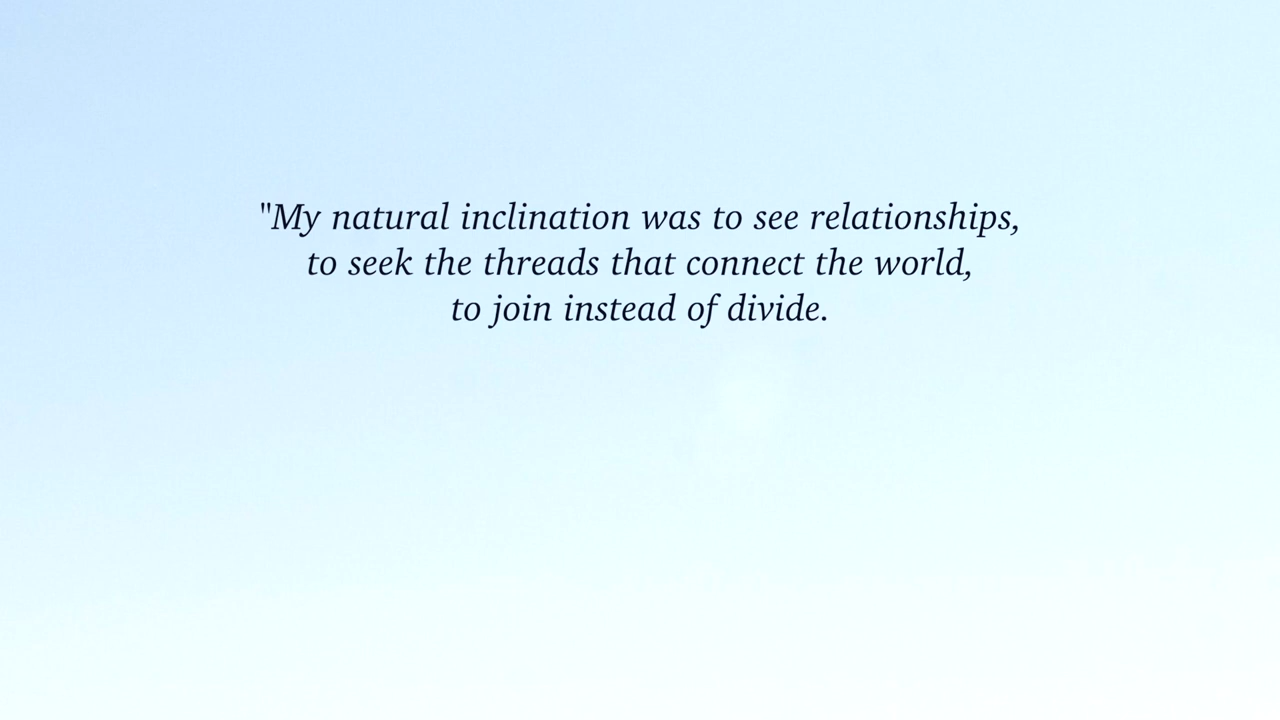 "My natural inclination was to see relationships,
to seek the threads that connect the world,
to join instead of divide.